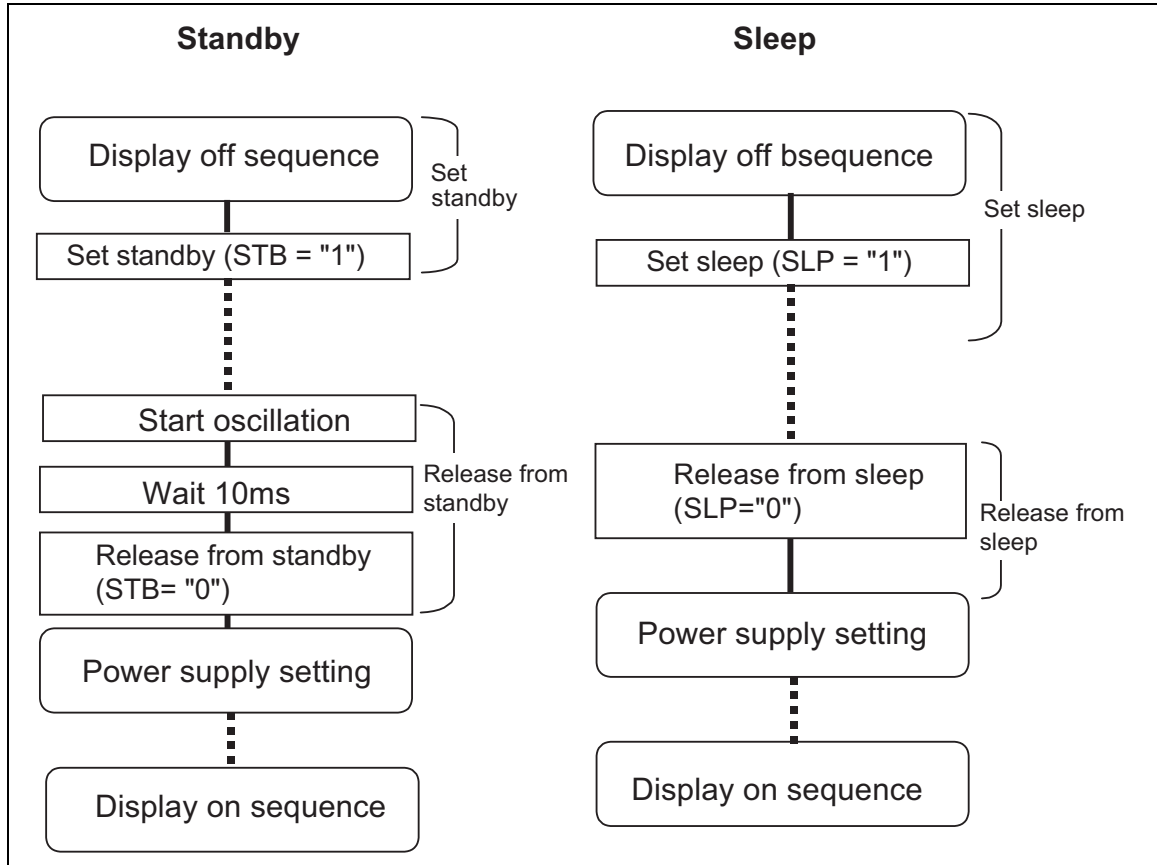 Standby
Display off sequence
Set
standby
Set standby (STB = "1")
Start oscillation
Wait 10ms
Release from
standby
Release from standby
(STB= "0")
Power supply setting
Display on sequence
Sleep
Display off bsequence
Set sleep
Set sleep (SLP = "1")
Release from sleep
(SLP="0")
Release from
sleep
Power supply setting
Display on sequence